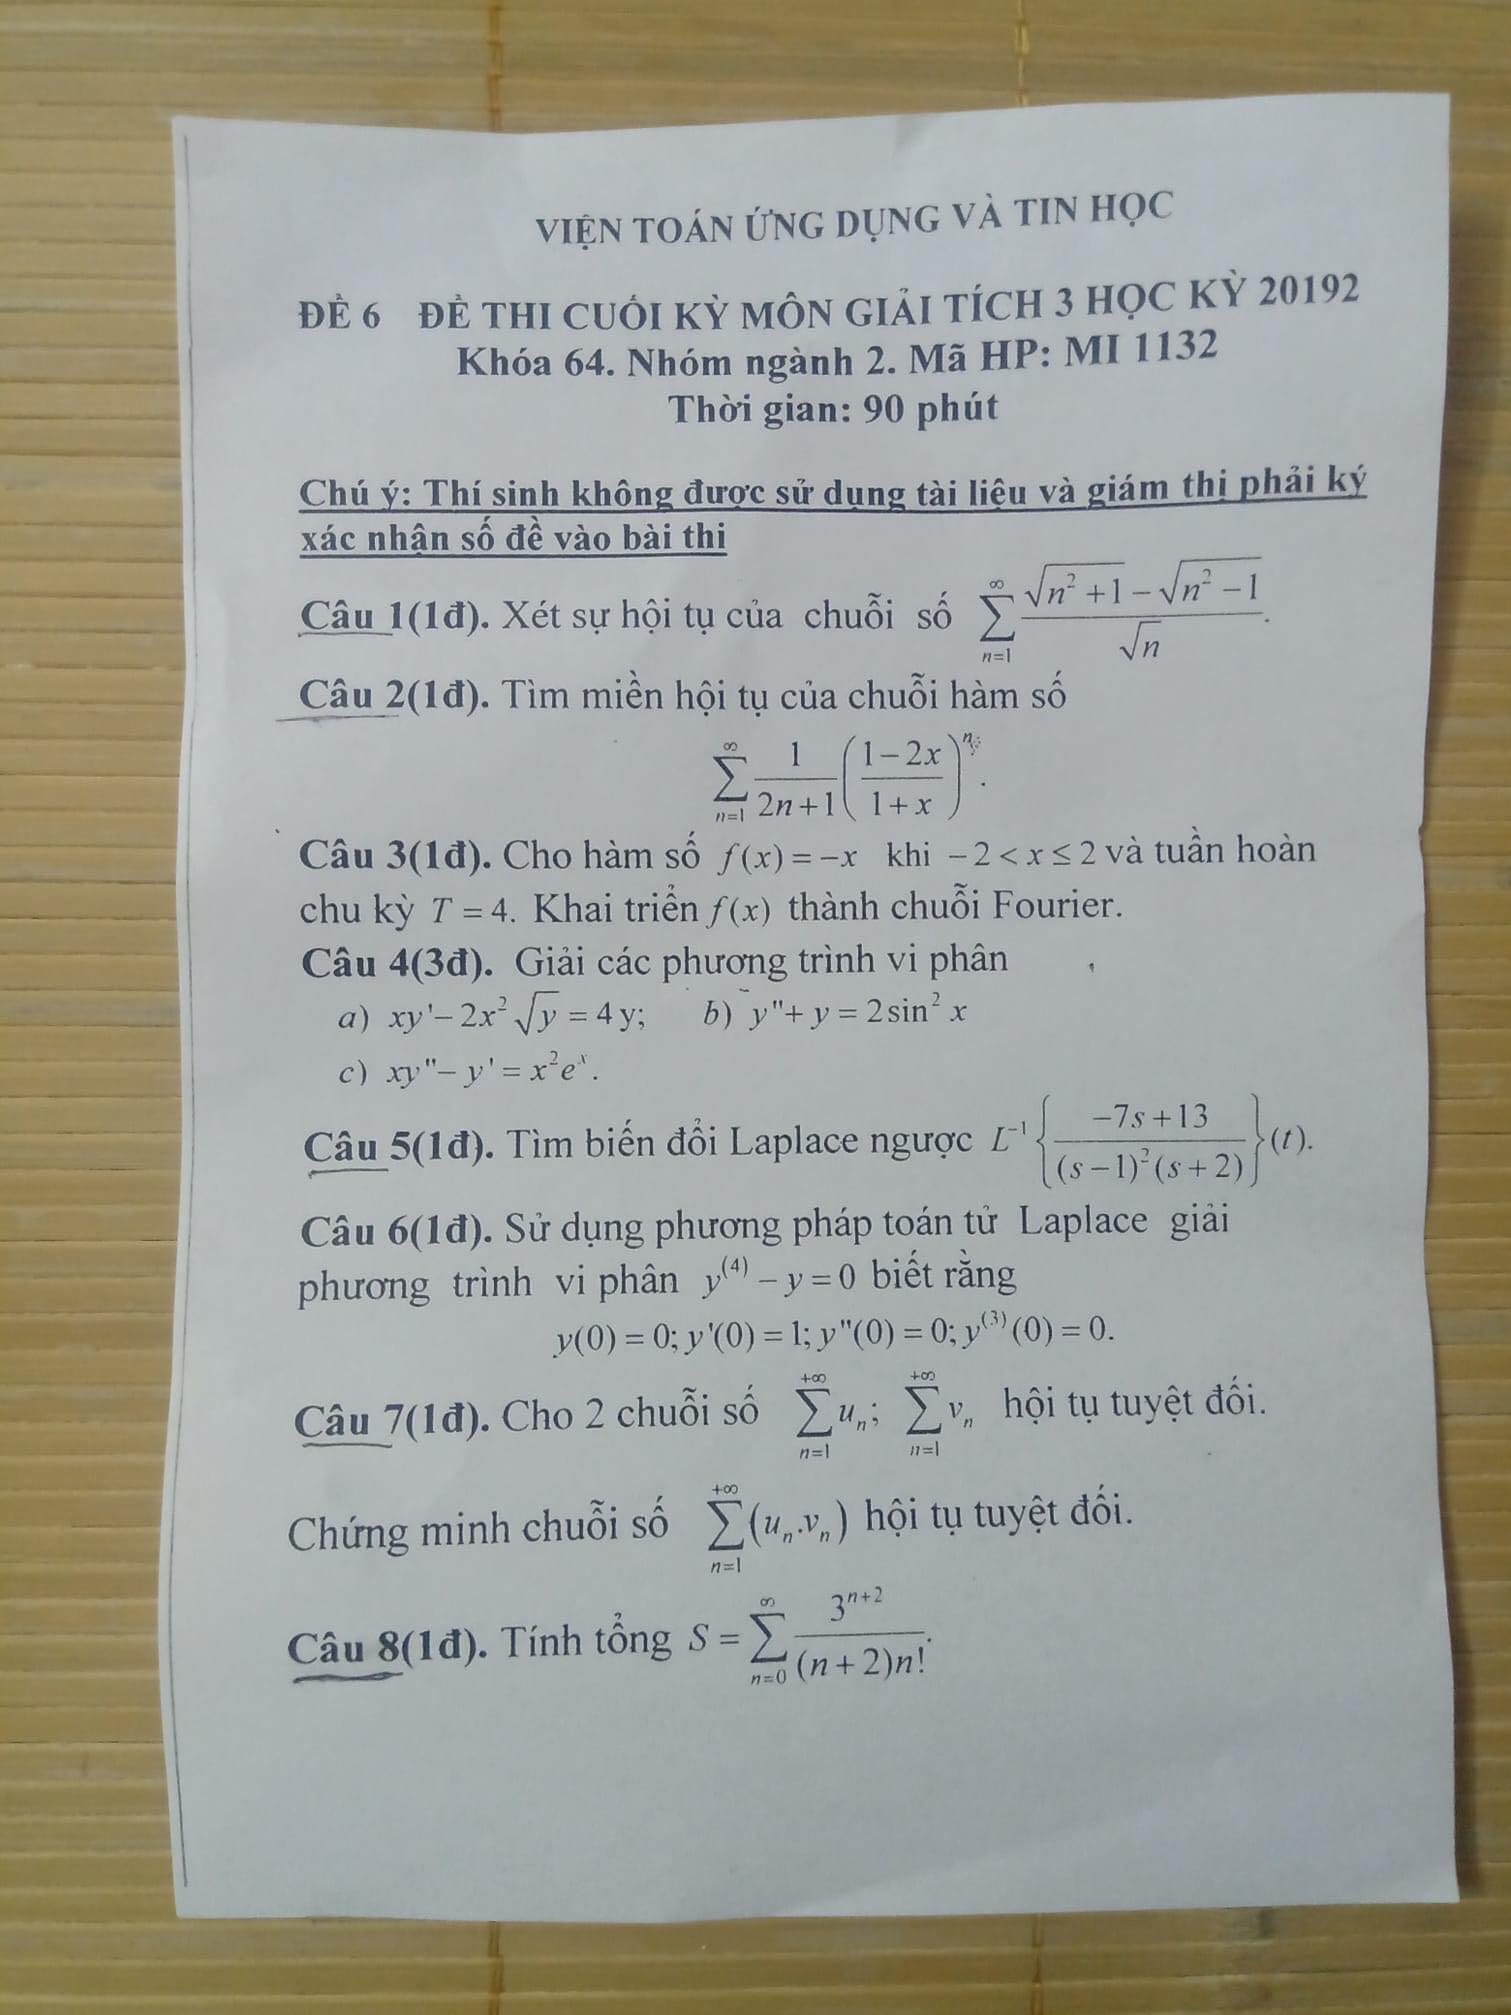 VIỆN TOÁN ỨNG DỤNG VÀ TIN HỌC
ĐỀ 6 ĐỀ THI CUỐI KỲ MÔN GIẢI TÍCH 3 HỌC KỲ 20192
Khóa 64. Nhóm ngành 2. Mã HP: MI 1132
Thời gian: 90 phút
Chú ý: Thí sinh không được sử dụng tài liệu và giám thị phải ký
xác nhận số đề vào bài thi
Câu 1(1đ). Xét sự hội tụ của chuỗi số $\sum_{n=1}^{\infty} \frac{\sqrt{n^2+1}-\sqrt{n^2-1}}{\sqrt{n}}$.
Câu 2(1đ). Tìm miền hội tụ của chuỗi hàm số
$\sum_{n=1}^{\infty} \frac{1}{2n+1}\left(\frac{1-2x}{1+x}\right)^n$.
Câu 3(1đ). Cho hàm số $f(x)=-x$ khi $-2<x\leq 2$ và tuần hoàn
chu kỳ $T=4$. Khai triển $f(x)$ thành chuỗi Fourier.
Câu 4(3đ). Giải các phương trình vi phân
a) $xy'-2x^2\sqrt{y}=4y$; b) $y''+y=2\sin^2 x$
c) $xy''-y'=x^2e^x$.
Câu 5(1đ). Tìm biến đổi Laplace ngược $L^{-1}\left\{\frac{-7s+13}{(s-1)^2(s+2)}\right\}(t)$.
Câu 6(1đ). Sử dụng phương pháp toán tử Laplace giải
phương trình vi phân $y^{(4)}-y=0$ biết rằng
$y(0)=0; y'(0)=1; y''(0)=0; y^{(3)}(0)=0$.
Câu 7(1đ). Cho 2 chuỗi số $\sum_{n=1}^{+\infty} u_n; \sum_{n=1}^{+\infty} v_n$ hội tụ tuyệt đối.
Chứng minh chuỗi số $\sum_{n=1}^{+\infty} (u_n.v_n)$ hội tụ tuyệt đối.
Câu 8(1đ). Tính tổng $S=\sum_{n=0}^{\infty} \frac{3^{n+2}}{(n+2)n!}$.